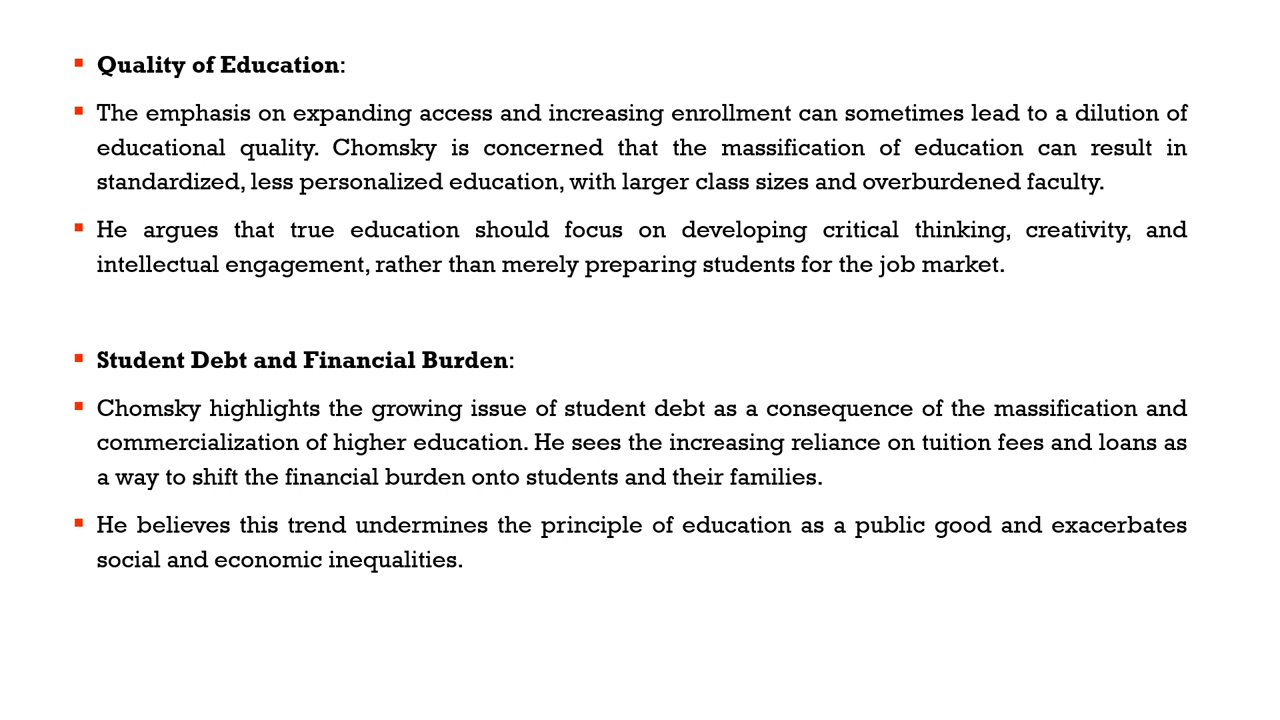 ▪ Quality of Education:
▪ The emphasis on expanding access and increasing enrollment can sometimes lead to a dilution of
educational quality. Chomsky is concerned that the massification of education can result in
standardized, less personalized education, with larger class sizes and overburdened faculty.
▪ He argues that true education should focus on developing critical thinking, creativity, and
intellectual engagement, rather than merely preparing students for the job market.
▪ Student Debt and Financial Burden:
▪ Chomsky highlights the growing issue of student debt as a consequence of the massification and
commercialization of higher education. He sees the increasing reliance on tuition fees and loans as
a way to shift the financial burden onto students and their families.
▪ He believes this trend undermines the principle of education as a public good and exacerbates
social and economic inequalities.